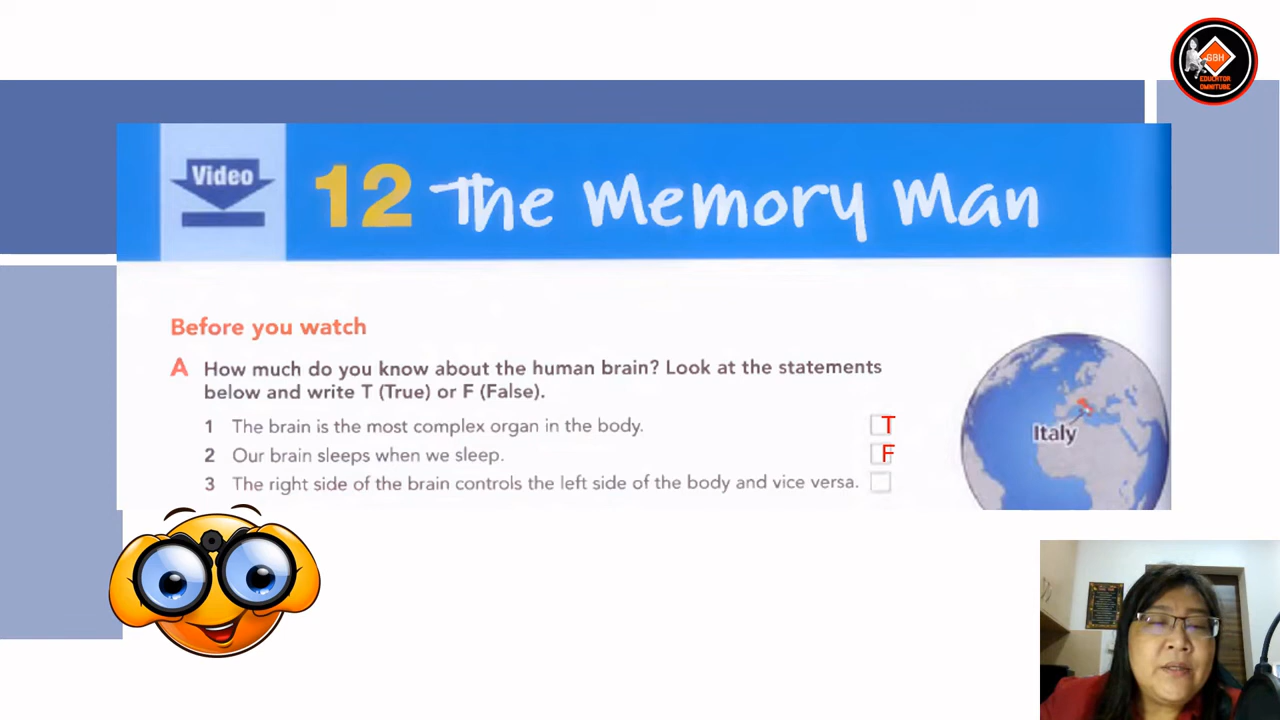 GBH
EDUCATOR
OMNITUBE
Video
12 The Memory Man
Before you watch
A How much do you know about the human brain? Look at the statements
below and write T (True) or F (False).
1 The brain is the most complex organ in the body. T
2 Our brain sleeps when we sleep. F
3 The right side of the brain controls the left side of the body and vice versa.
Italy